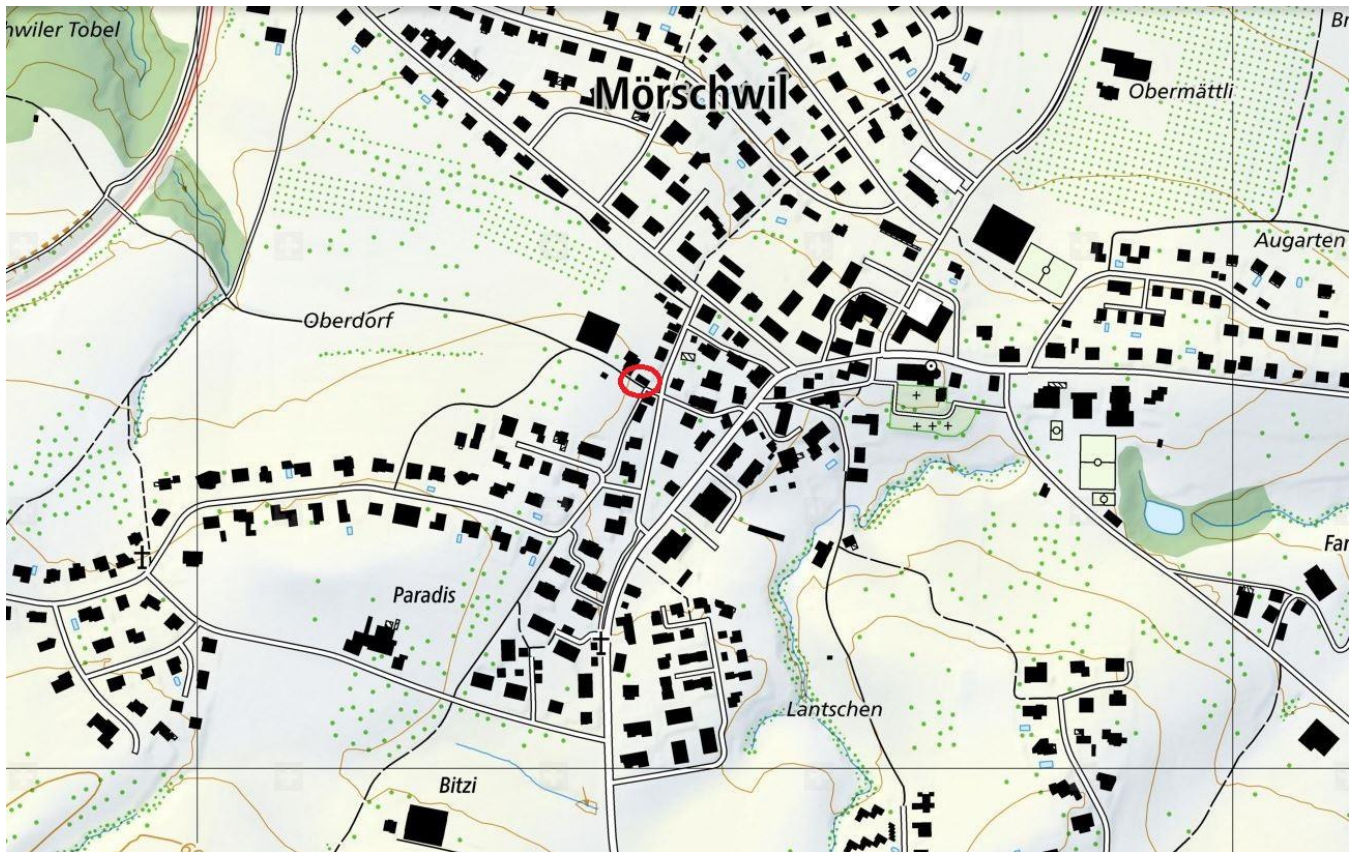 hwiler Tobel
Br
Mörschwil
Obermättli
Augarten
Oberdorf
Paradis
Far
Lantschen
Bitzi